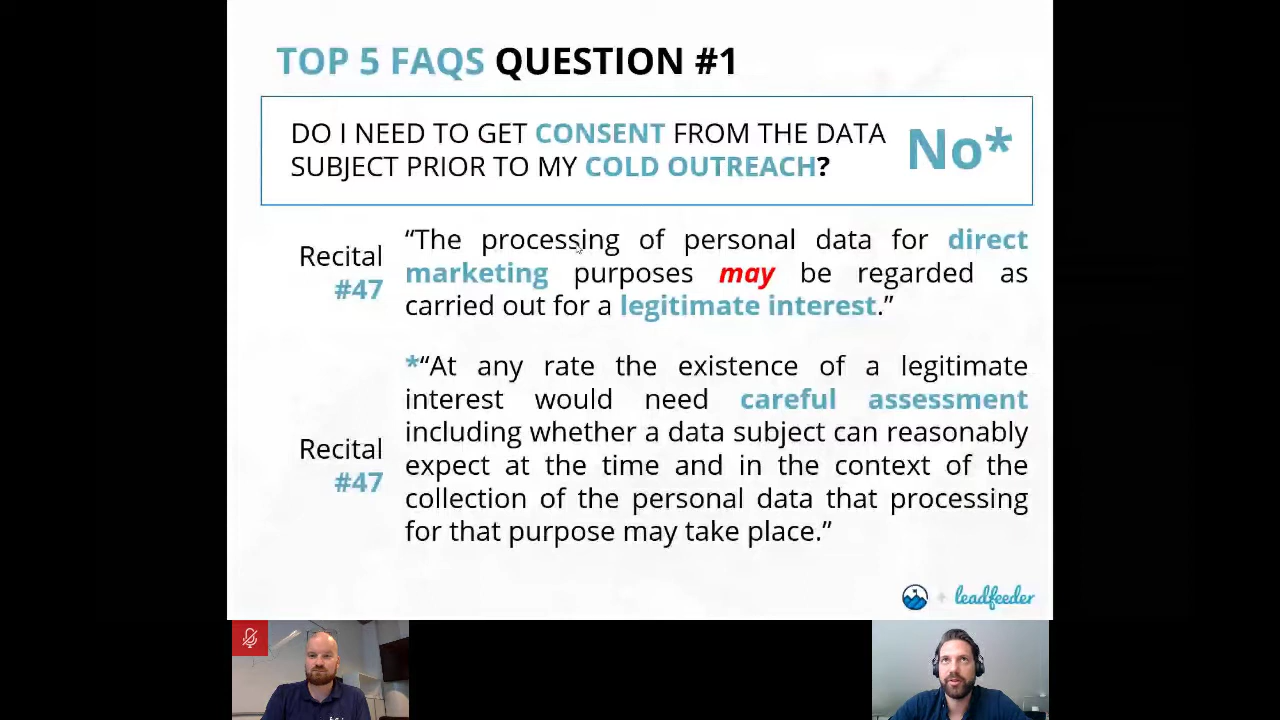 TOP 5 FAQS QUESTION #1
DO I NEED TO GET CONSENT FROM THE DATA
SUBJECT PRIOR TO MY COLD OUTREACH?
No*
Recital
#47
“The processing of personal data for direct
marketing purposes may be regarded as
carried out for a legitimate interest.”
Recital
#47
*“At any rate the existence of a legitimate
interest would need careful assessment
including whether a data subject can reasonably
expect at the time and in the context of the
collection of the personal data that processing
for that purpose may take place.”
+ leadfeeder